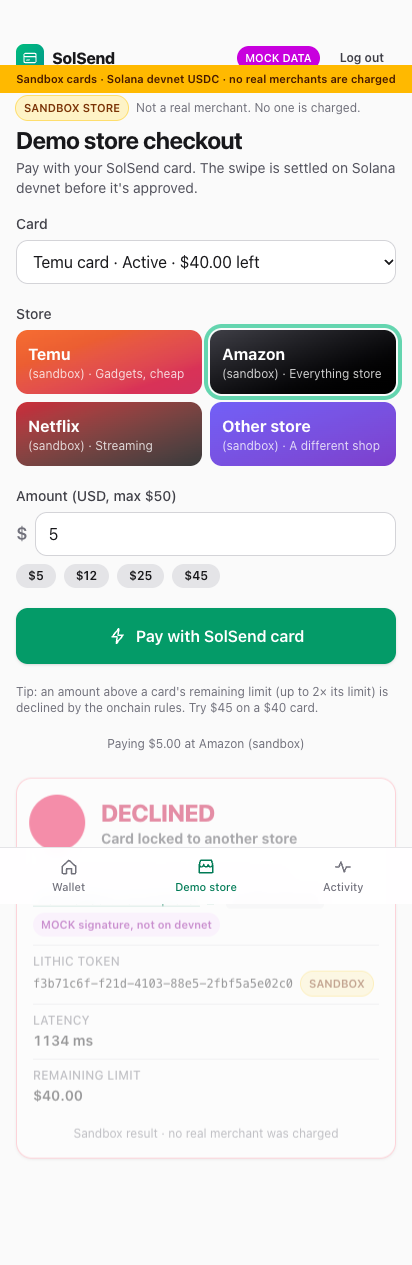 SolSend
MOCK DATA
Log out
Sandbox cards · Solana devnet USDC · no real merchants are charged
SANDBOX STORE
Not a real merchant. No one is charged.
Demo store checkout
Pay with your SolSend card. The swipe is settled on Solana
devnet before it's approved.
Card
Temu card · Active · $40.00 left
Store
Temu
(sandbox) · Gadgets, cheap
Amazon
(sandbox) · Everything store
Netflix
(sandbox) · Streaming
Other store
(sandbox) · A different shop
Amount (USD, max $50)
$ 5
$5
$12
$25
$45
Pay with SolSend card
Tip: an amount above a card's remaining limit (up to 2× its limit) is
declined by the onchain rules. Try $45 on a $40 card.
Paying $5.00 at Amazon (sandbox)
DECLINED
Card locked to another store
Wallet
Demo store
Activity
MOCK signature, not on devnet
LITHIC TOKEN
f3b71c6f-f21d-4103-88e5-2fbf5a5e02c0
SANDBOX
LATENCY
1134 ms
REMAINING LIMIT
$40.00
Sandbox result · no real merchant was charged